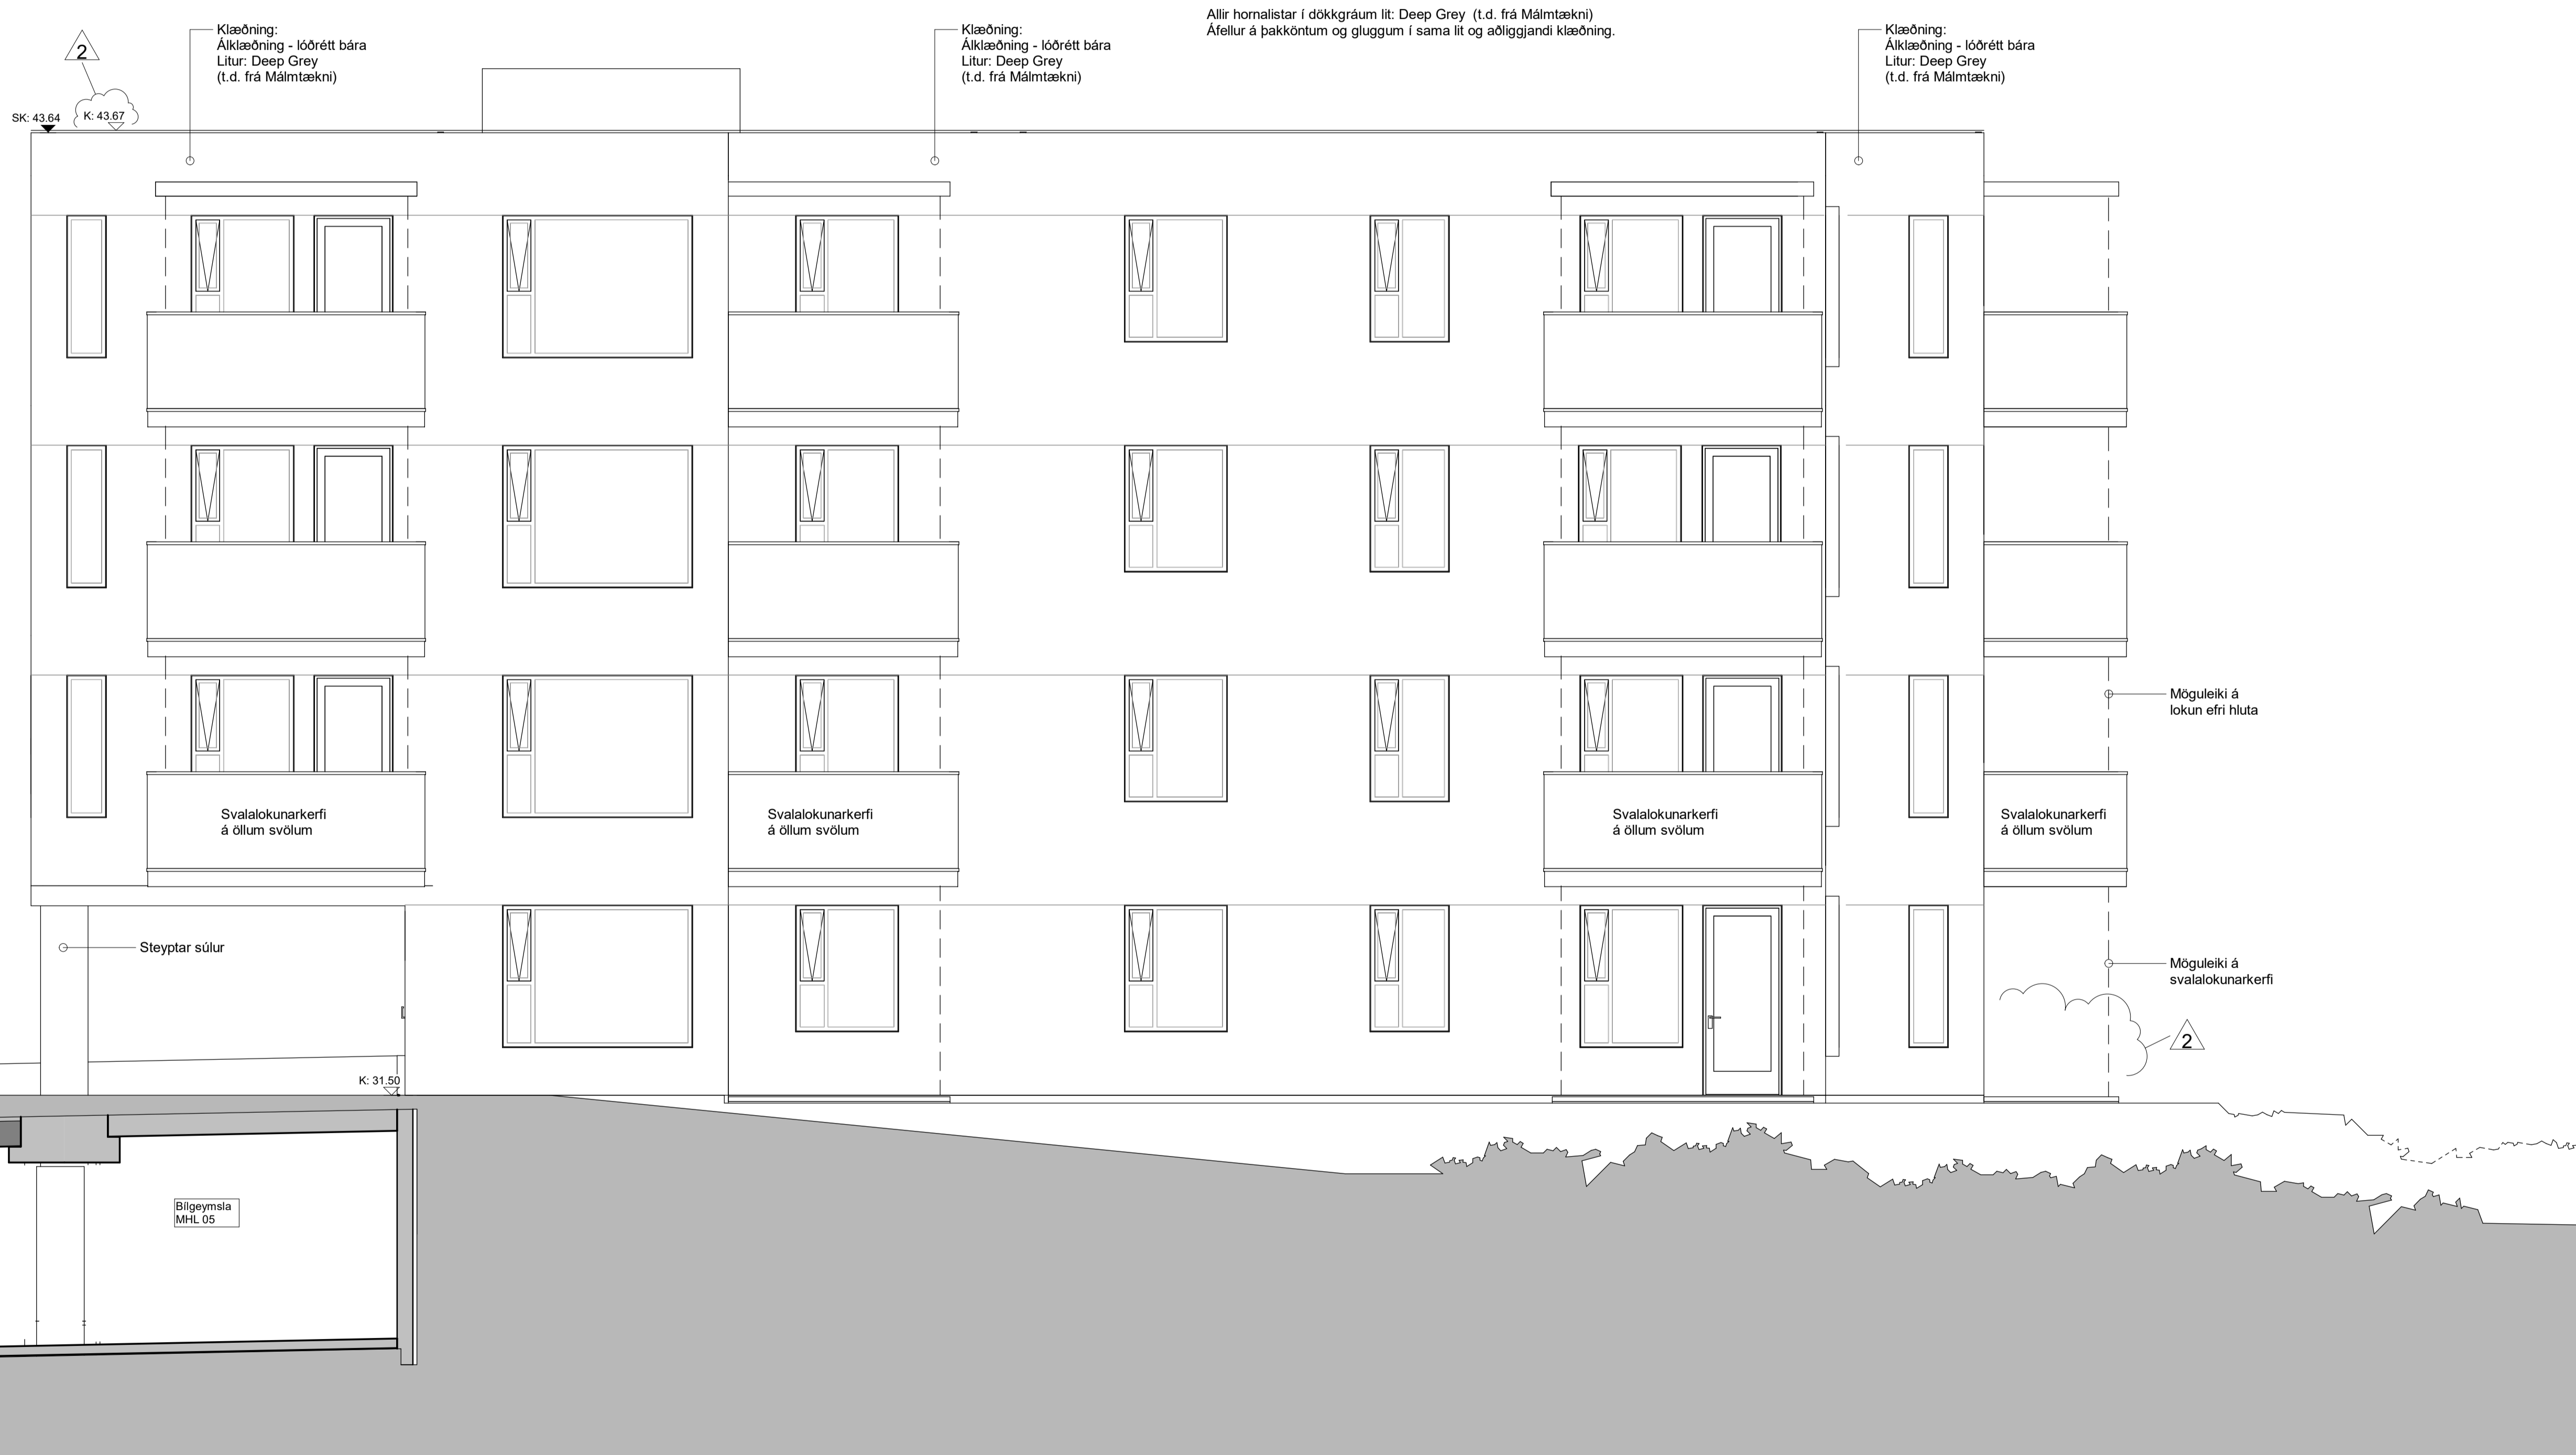 Allir hornalistar í dökkgráum lit: Deep Grey (t.d. frá Málmtækni)
Áfellur á þakköntum og gluggum í sama lit og aðliggjandi klæðning.
Klæðning:
Álklæðning - lóðrétt bára
Litur: Deep Grey
(t.d. frá Málmtækni)
Klæðning:
Álklæðning - lóðrétt bára
Litur: Deep Grey
(t.d. frá Málmtækni)
Klæðning:
Álklæðning - lóðrétt bára
Litur: Deep Grey
(t.d. frá Málmtækni)
2
SK: 43.64
K: 43.67
Möguleiki á
lokun efri hluta
Svalalokunarkerfi
á öllum svölum
Svalalokunarkerfi
á öllum svölum
Svalalokunarkerfi
á öllum svölum
Svalalokunarkerfi
á öllum svölum
Steyptar súlur
Möguleiki á
svalalokunarkerfi
2
K: 31.50
Bílgeymsla
MHL 05